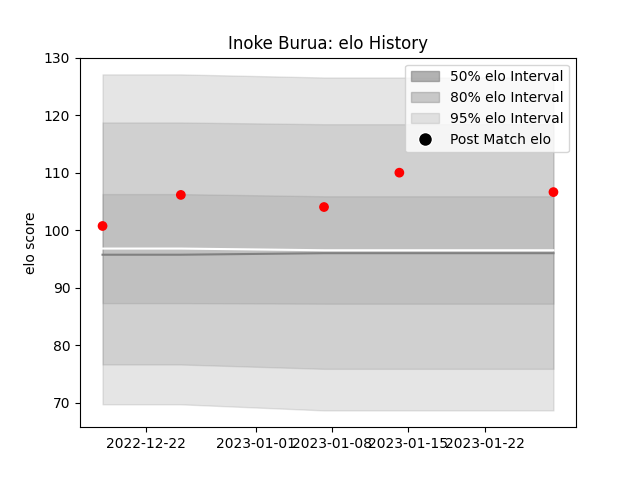 Inoke Burua: elo History
130
120
110
100
90
80
70
elo score
50% elo Interval
80% elo Interval
95% elo Interval
Post Match elo
2022-12-22
2023-01-01
2023-01-08
2023-01-15
2023-01-22